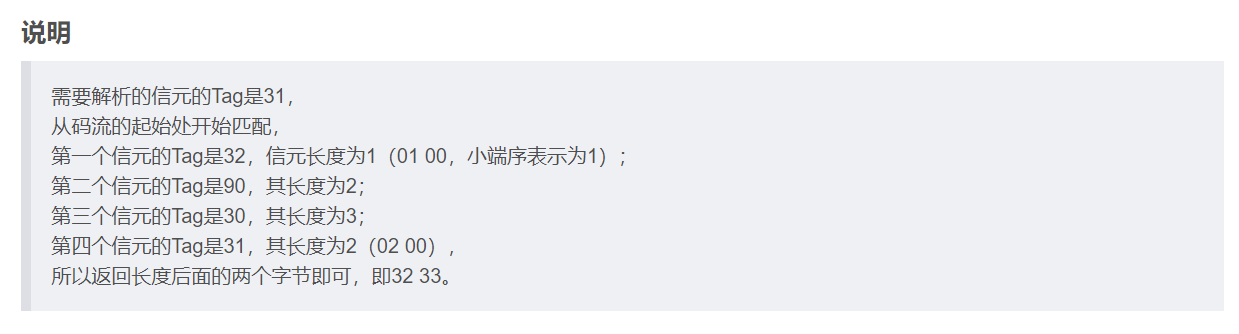 说明
需要解析的信元的Tag是31，
从码流的起始处开始匹配，
第一个信元的Tag是32，信元长度为1（01 00，小端序表示为1）；
第二个信元的Tag是90，其长度为2；
第三个信元的Tag是30，其长度为3；
第四个信元的Tag是31，其长度为2（02 00），
所以返回长度后面的两个字节即可，即32 33。